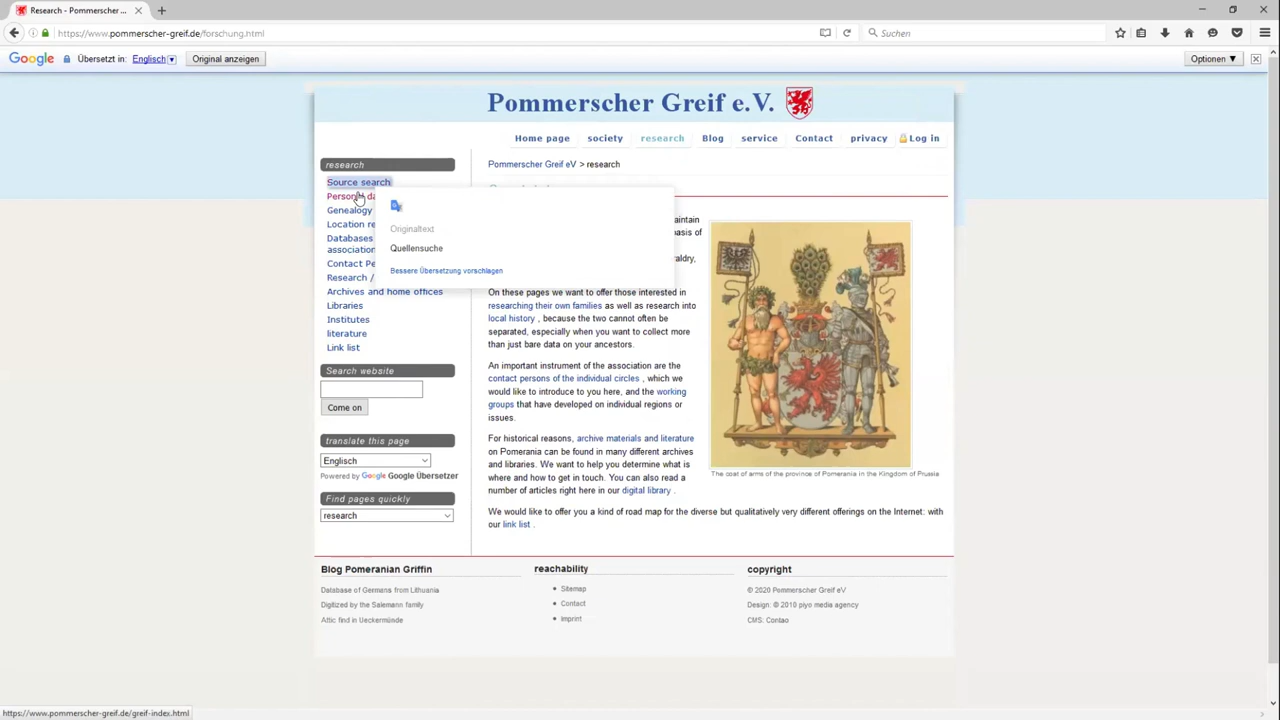 Research - Pommerscher ...
https://www.pommerscher-greif.de/forschung.html
Suchen
Google Übersetzt in: Englisch Original anzeigen Optionen ▼
Pommerscher Greif e.V.
Home page society research Blog service Contact privacy Log in
research
Source search
Genealogy
Databases
Archives and home offices
Libraries
Institutes
literature
Link list
Search website
Come on
translate this page
Englisch
Powered by Google Google Übersetzer
Find pages quickly
research
Pommerscher Greif eV > research
Originaltext
Quellensuche
Bessere Übersetzung vorschlagen
On these pages we want to offer those interested in
researching their own families as well as research into
local history , because the two cannot often be
separated, especially when you want to collect more
than just bare data on your ancestors.
An important instrument of the association are the
contact persons of the individual circles , which we
would like to introduce to you here, and the working
groups that have developed on individual regions or
issues.
For historical reasons, archive materials and literature
on Pomerania can be found in many different archives
and libraries. We want to help you determine what is
where and how to get in touch. You can also read a
number of articles right here in our digital library .
We would like to offer you a kind of road map for the diverse but qualitatively very different offerings on the Internet: with
our link list .
The coat of arms of the province of Pomerania in the Kingdom of Prussia
Blog Pomeranian Griffin
Database of Germans from Lithuania
Digitized by the Salemann family
Attic find in Ueckermünde
reachability
Sitemap
Contact
Imprint
copyright
© 2020 Pommerscher Greif eV
Design: © 2010 piyo media agency
CMS: Contao
https://www.pommerscher-greif.de/greif-index.html